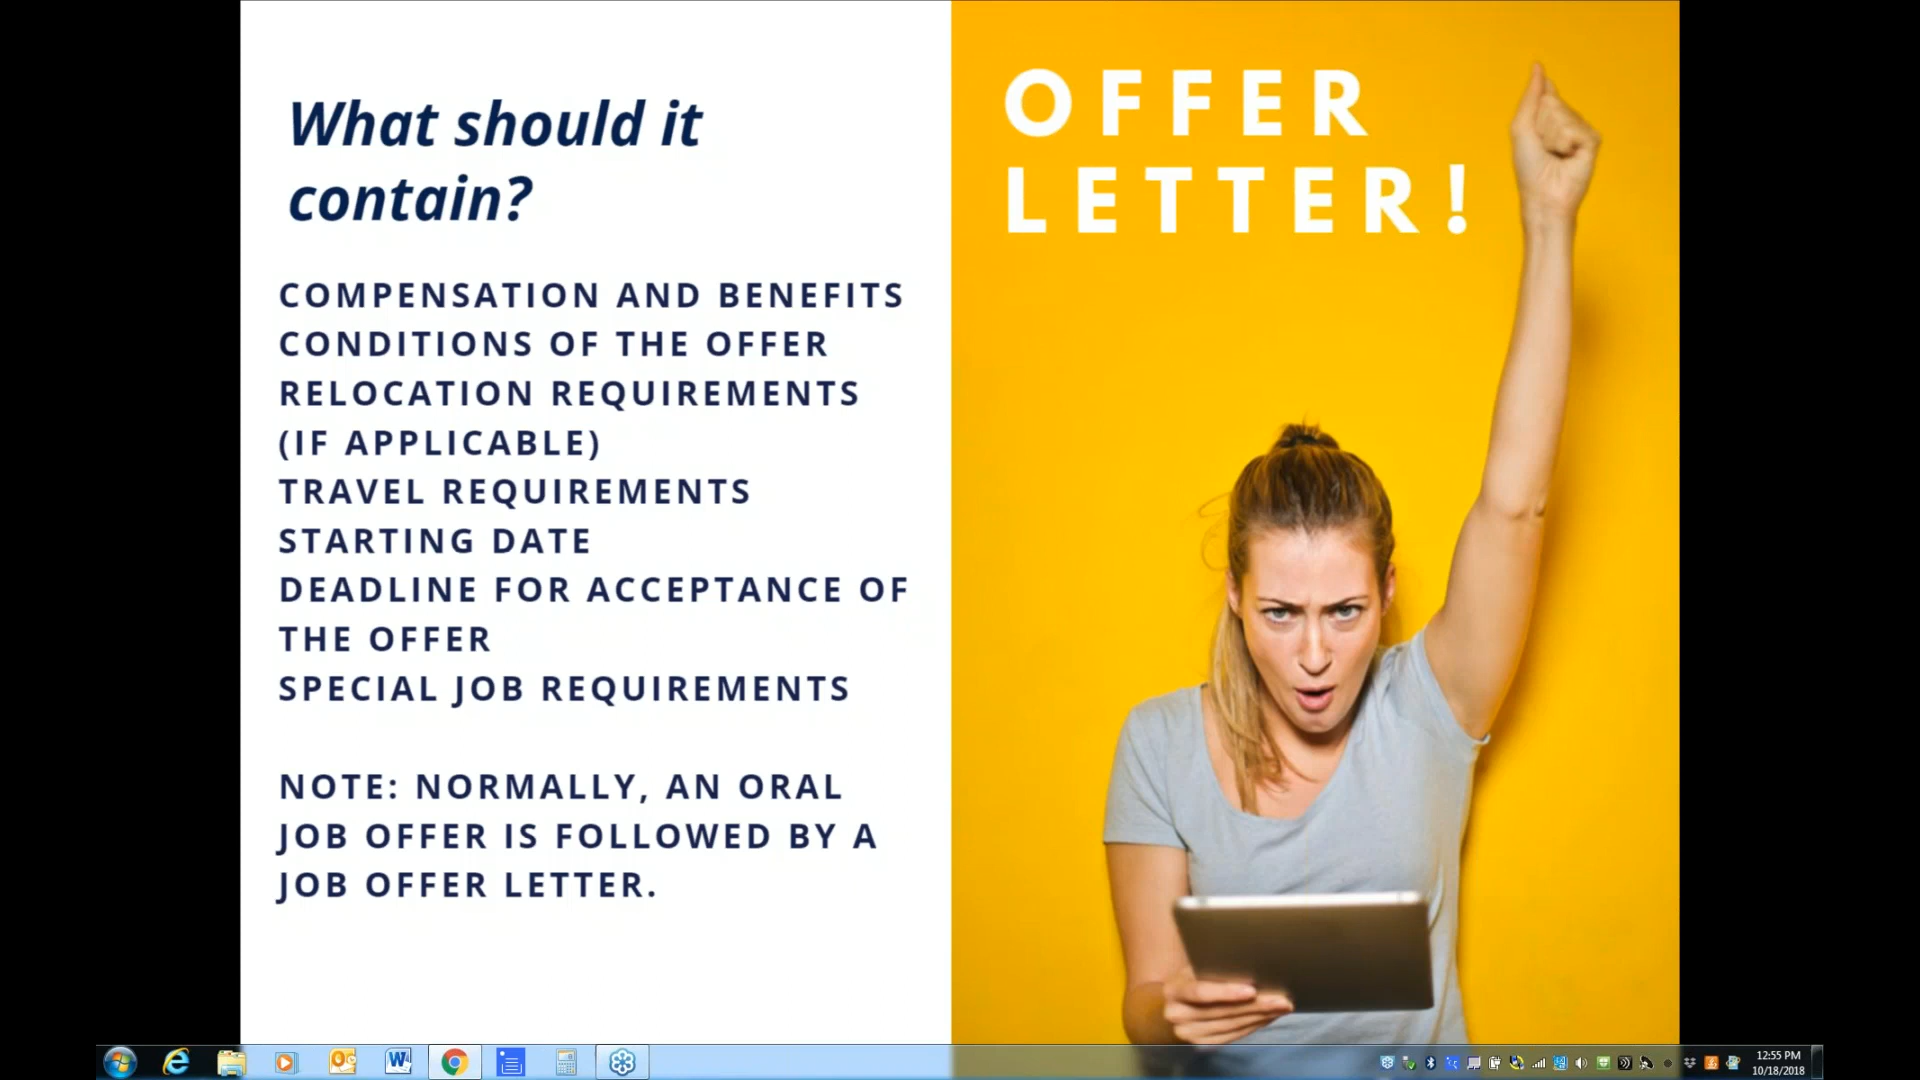 What should it
contain?
COMPENSATION AND BENEFITS
CONDITIONS OF THE OFFER
RELOCATION REQUIREMENTS
(IF APPLICABLE)
TRAVEL REQUIREMENTS
STARTING DATE
DEADLINE FOR ACCEPTANCE OF
THE OFFER
SPECIAL JOB REQUIREMENTS
NOTE: NORMALLY, AN ORAL
JOB OFFER IS FOLLOWED BY A
JOB OFFER LETTER.
OFFER
LETTER!
12:55 PM
10/18/2018